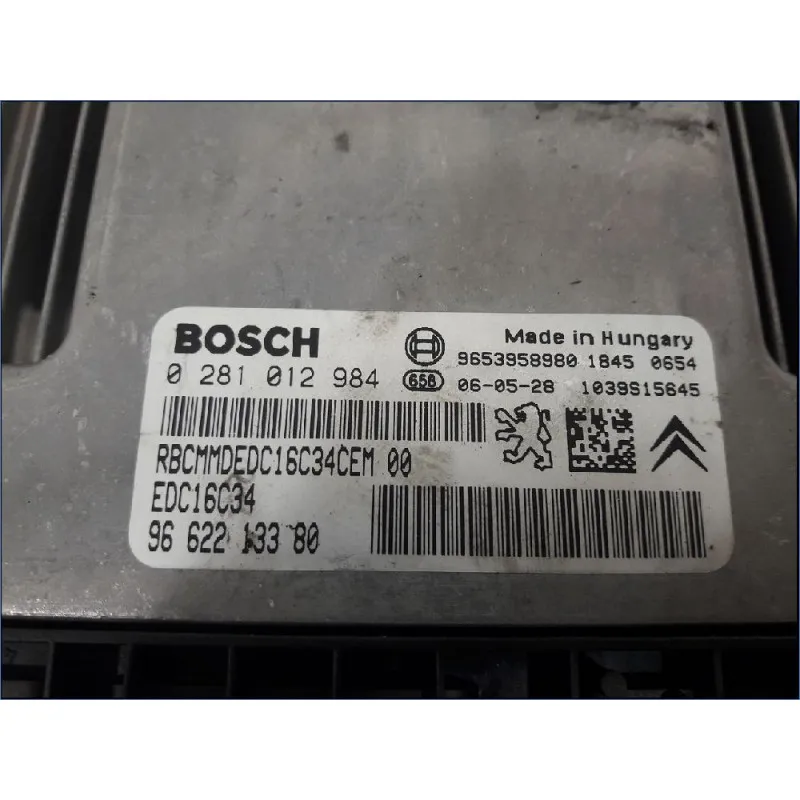 BOSCH
Made in Hungary
9653958980 1845 0654
0 281 012 984
658 06-05-28 1039S15645
RBCMMDEDC16C34CEM 00
EDC16C34
96 622 133 80